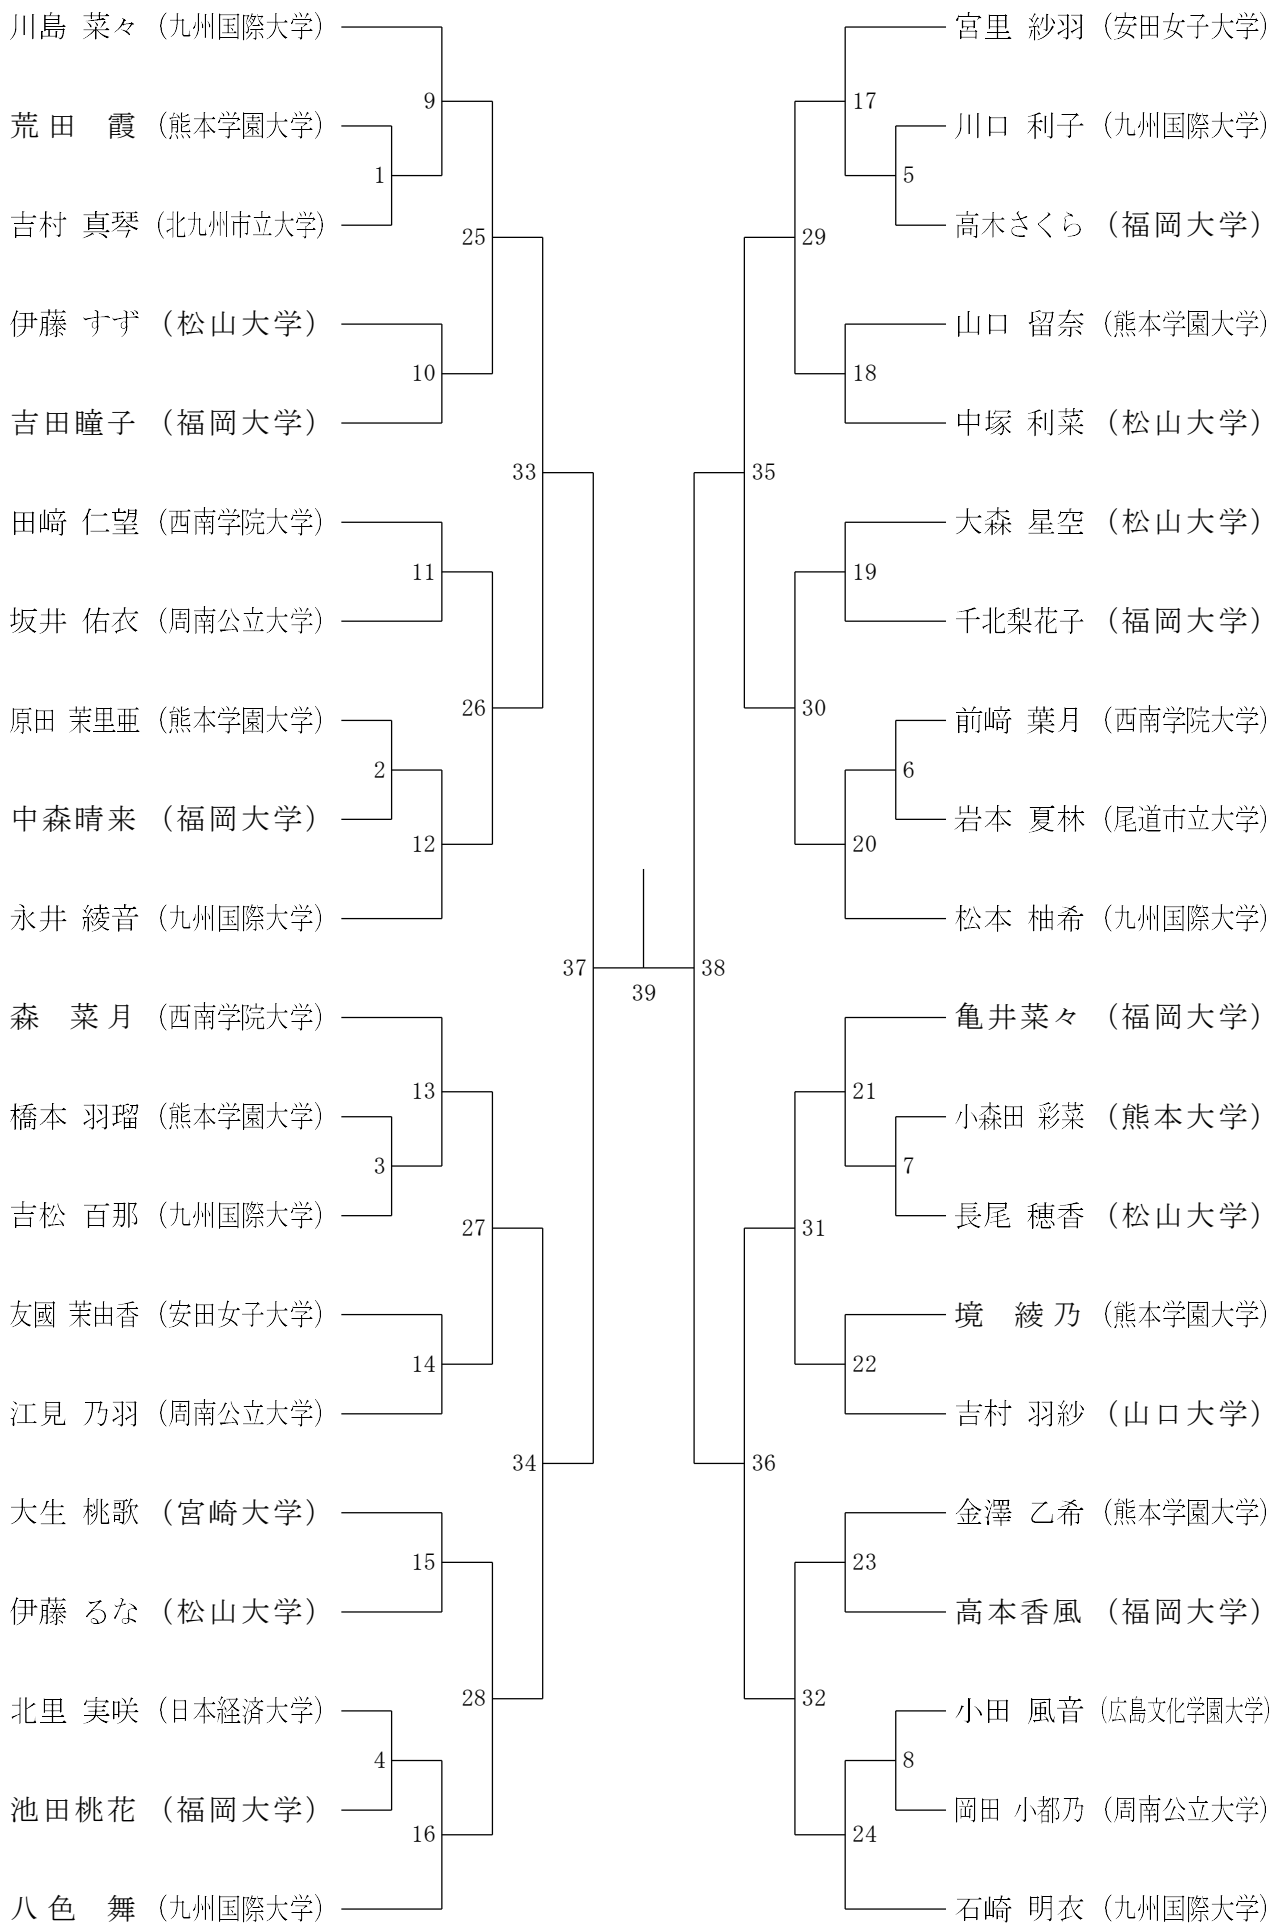 川島 菜々 (九州国際大学)
9
荒田 霞 (熊本学園大学)
1
吉村 真琴 (北九州市立大学)
25
伊藤 すず (松山大学)
10
吉田瞳子 (福岡大学)
33
田﨑 仁望 (西南学院大学)
11
坂井 佑衣 (周南公立大学)
26
原田 茉里亜 (熊本学園大学)
2
中森晴来 (福岡大学)
12
永井 綾音 (九州国際大学)
37
森 菜月 (西南学院大学)
13
橋本 羽瑠 (熊本学園大学)
3
吉松 百那 (九州国際大学)
27
友國 茉由香 (安田女子大学)
14
江見 乃羽 (周南公立大学)
34
大生 桃歌 (宮崎大学)
15
伊藤 るな (松山大学)
28
北里 実咲 (日本経済大学)
4
池田桃花 (福岡大学)
16
八色 舞 (九州国際大学)
39
宮里 紗羽 (安田女子大学)
17
川口 利子 (九州国際大学)
5
高木さくら (福岡大学)
29
山口 留奈 (熊本学園大学)
18
中塚 利菜 (松山大学)
35
大森 星空 (松山大学)
19
千北梨花子 (福岡大学)
30
前﨑 葉月 (西南学院大学)
6
岩本 夏林 (尾道市立大学)
20
松本 柚希 (九州国際大学)
38
亀井菜々 (福岡大学)
21
小森田 彩菜 (熊本大学)
7
長尾 穂香 (松山大学)
31
境 綾乃 (熊本学園大学)
22
吉村 羽紗 (山口大学)
36
金澤 乙希 (熊本学園大学)
23
高本香風 (福岡大学)
32
小田 風音 (広島文化学園大学)
8
岡田 小都乃 (周南公立大学)
24
石崎 明衣 (九州国際大学)